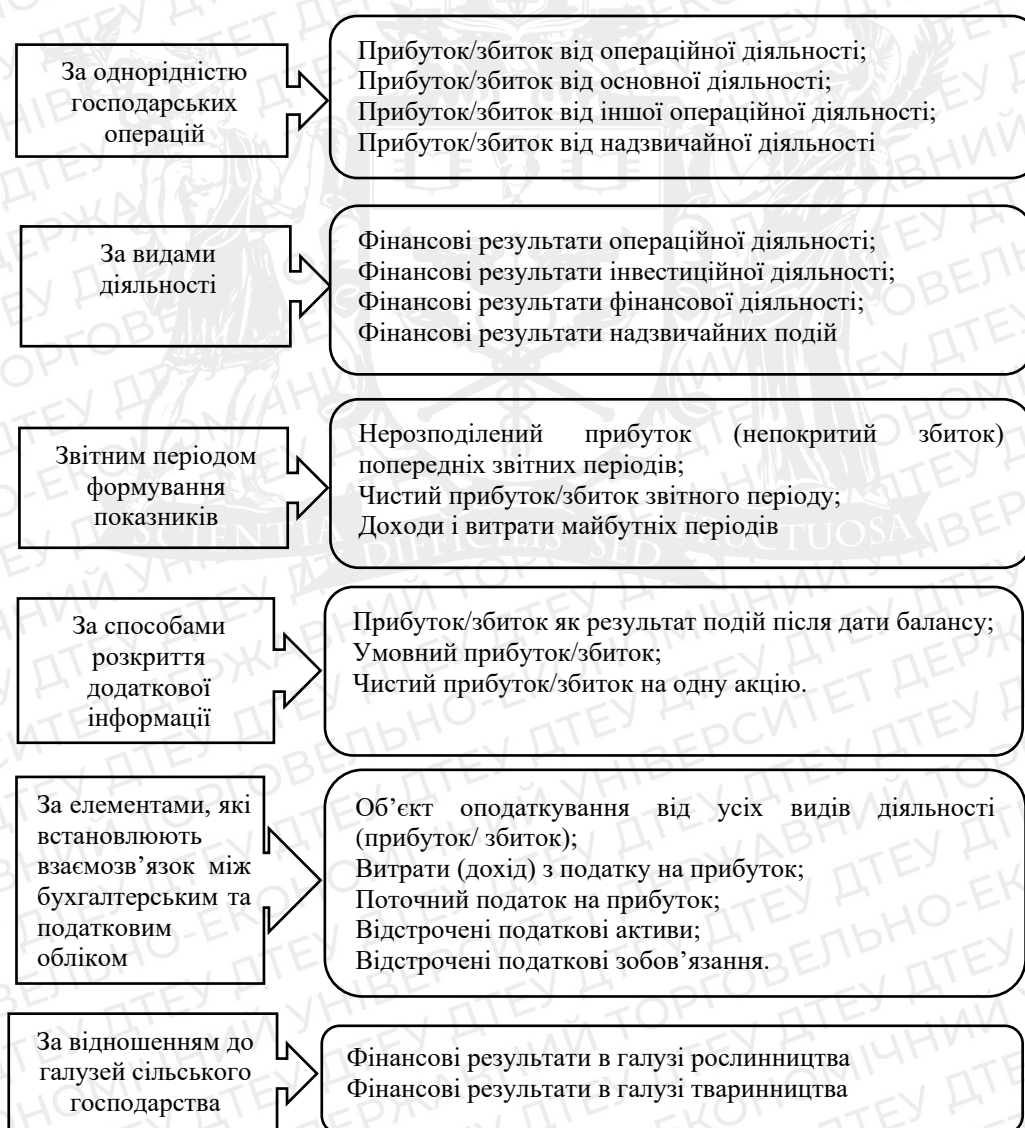 За однорідністю
господарських
операцій
Прибуток/збиток від операційної діяльності;
Прибуток/збиток від основної діяльності;
Прибуток/збиток від іншої операційної діяльності;
Прибуток/збиток від надзвичайної діяльності
За видами
діяльності
Фінансові результати операційної діяльності;
Фінансові результати інвестиційної діяльності;
Фінансові результати фінансової діяльності;
Фінансові результати надзвичайних подій
Звітним періодом
формування
показників
Нерозподілений прибуток (непокритий збиток)
попередніх звітних періодів;
Чистий прибуток/збиток звітного періоду;
Доходи і витрати майбутніх періодів
SCIENTIA DIFFICILIS SED FRUCTUOSA
За способами
розкриття
додаткової
інформації
Прибуток/збиток як результат подій після дати балансу;
Умовний прибуток/збиток;
Чистий прибуток/збиток на одну акцію.
За елементами, які
встановлюють
взаємозв’язок між
бухгалтерським та
податковим
обліком
Об’єкт оподаткування від усіх видів діяльності
(прибуток/ збиток);
Витрати (дохід) з податку на прибуток;
Поточний податок на прибуток;
Відстрочені податкові активи;
Відстрочені податкові зобов’язання.
За відношенням до
галузей сільського
господарства
Фінансові результати в галузі рослинництва
Фінансові результати в галузі тваринництва